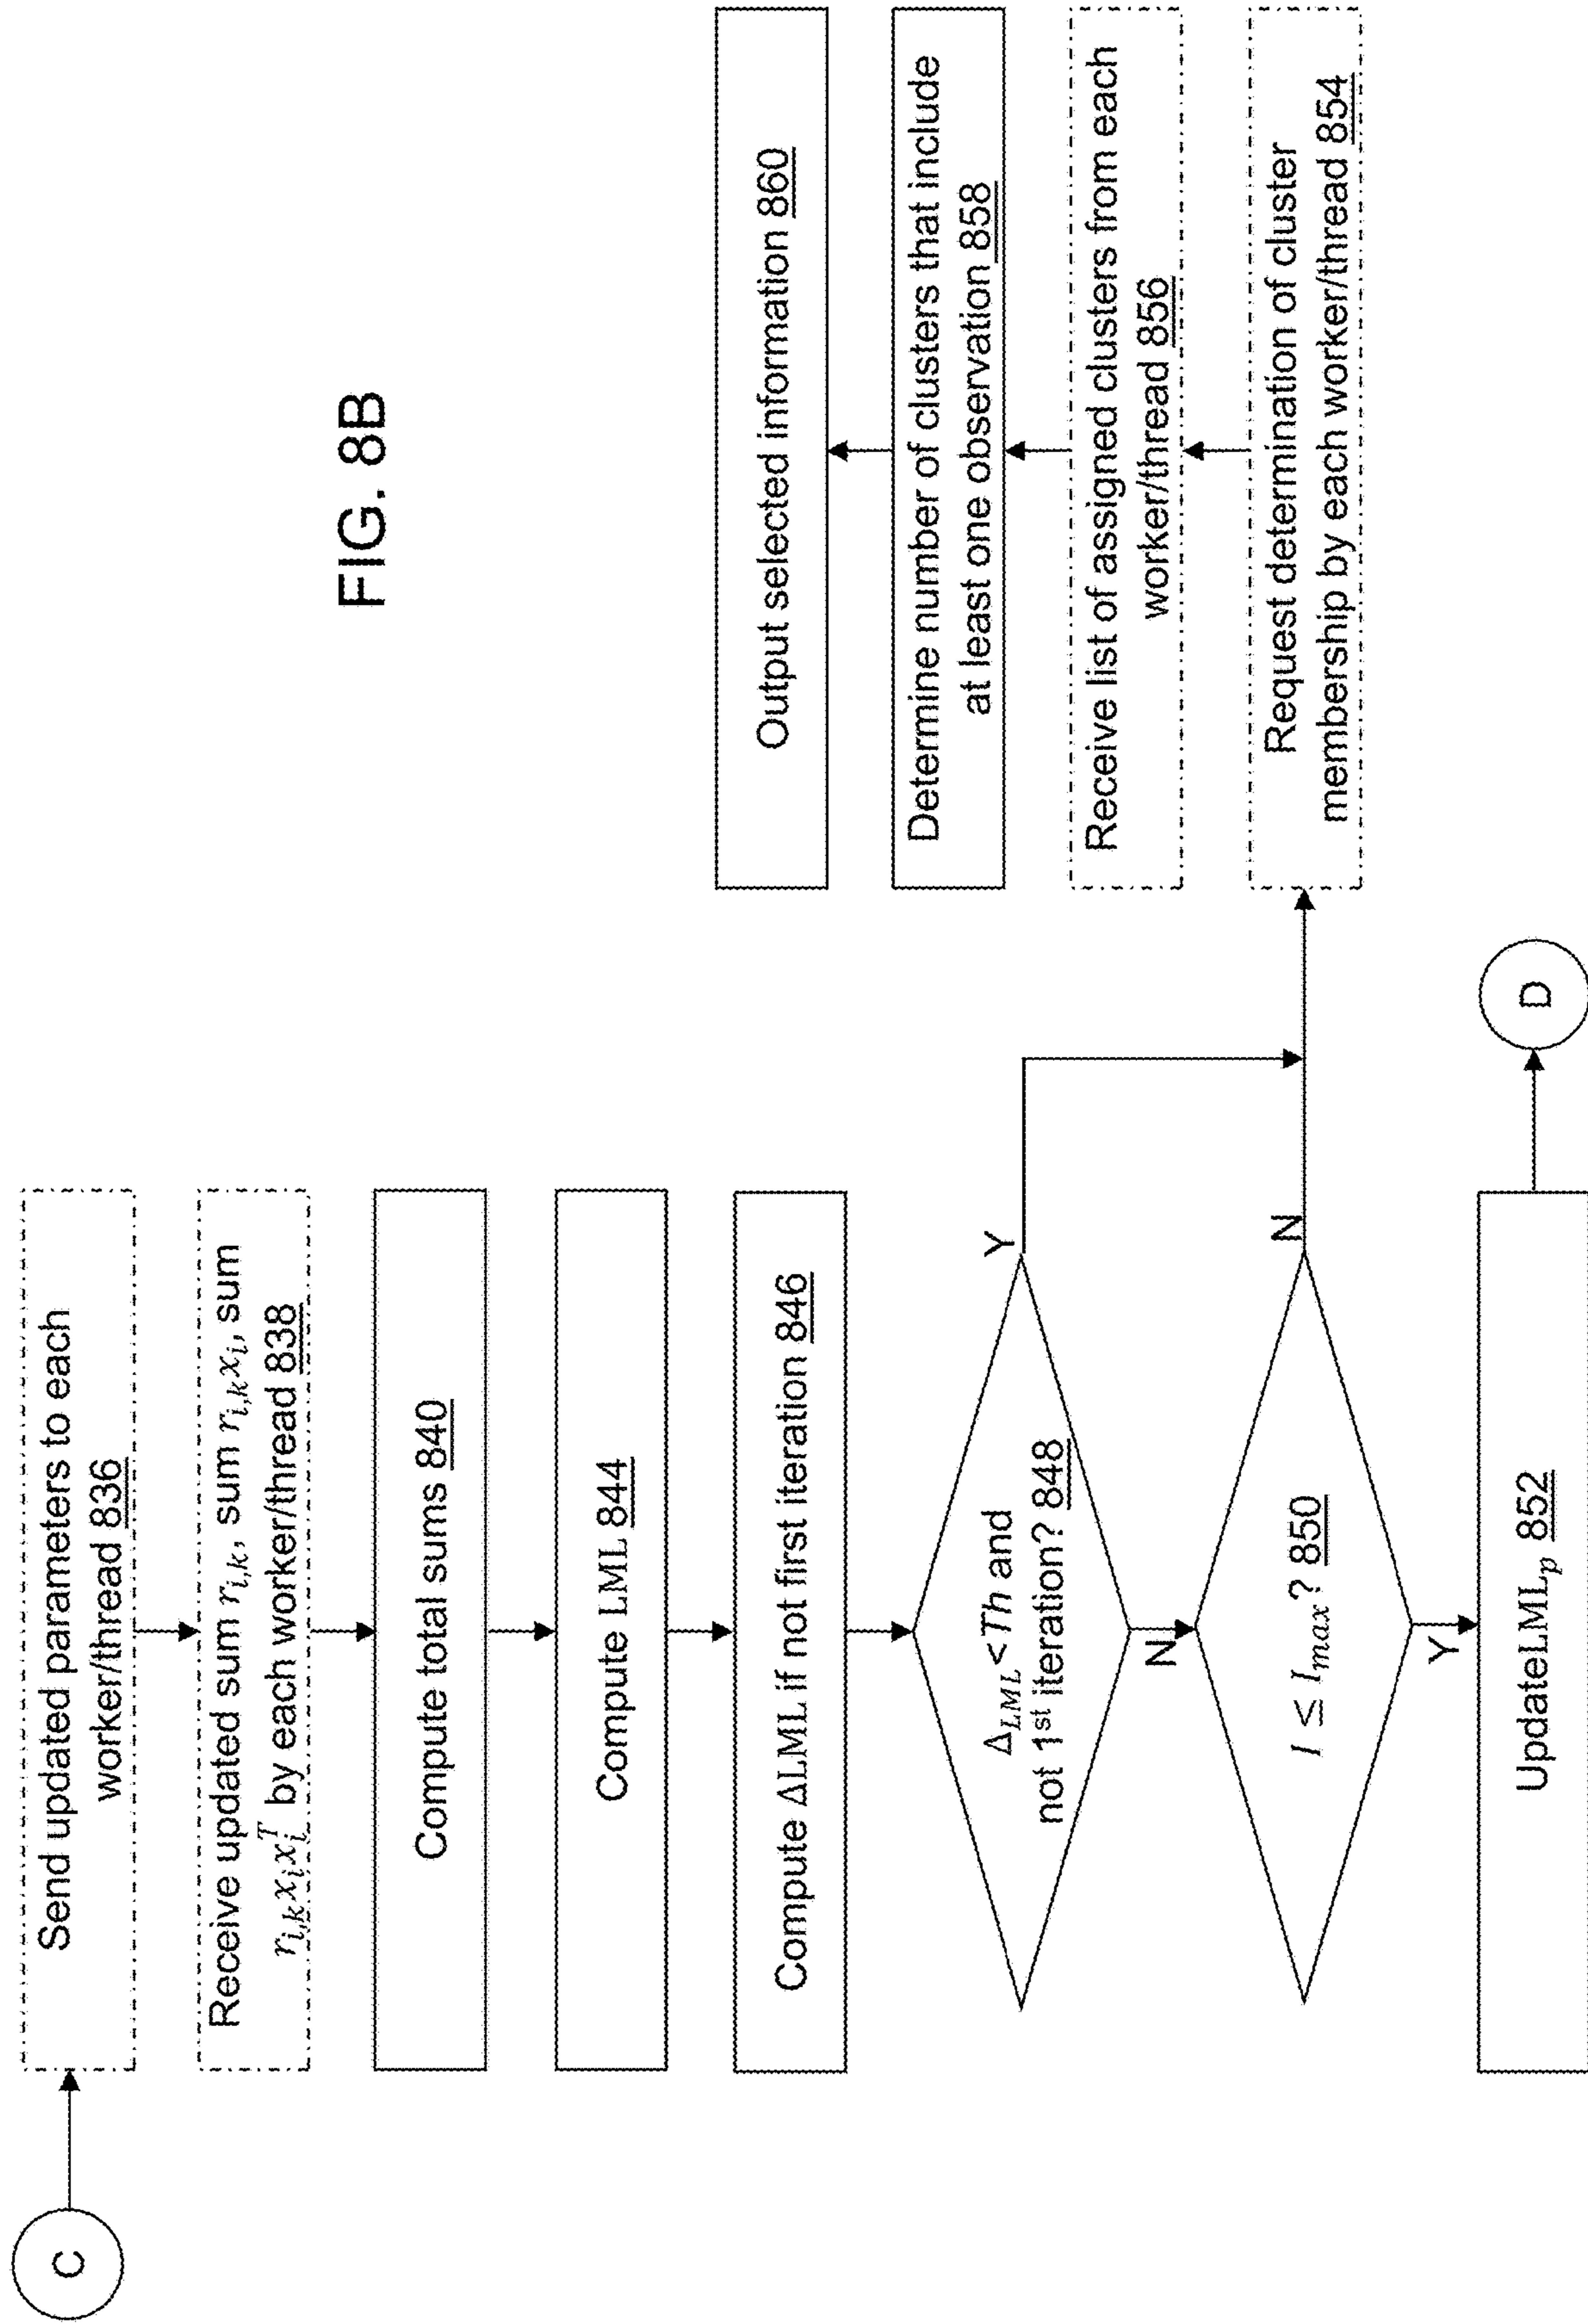 C
Send updated parameters to each
worker/thread 836
Receive updated sum r_{i,k}, sum r_{i,k}x_i, sum
r_{i,k}x_ix_i^T by each worker/thread 838
Compute total sums 840
Compute LML 844
Compute ΔLML if not first iteration 846
Δ_{LML}<Th and
not 1st iteration? 848
Y
N
I ≤ I_{max}? 850
N
Y
UpdateLML_p 852
D
FIG. 8B
Output selected information 860
Determine number of clusters that include
at least one observation 858
Receive list of assigned clusters from each
worker/thread 856
Request determination of cluster
membership by each worker/thread 854